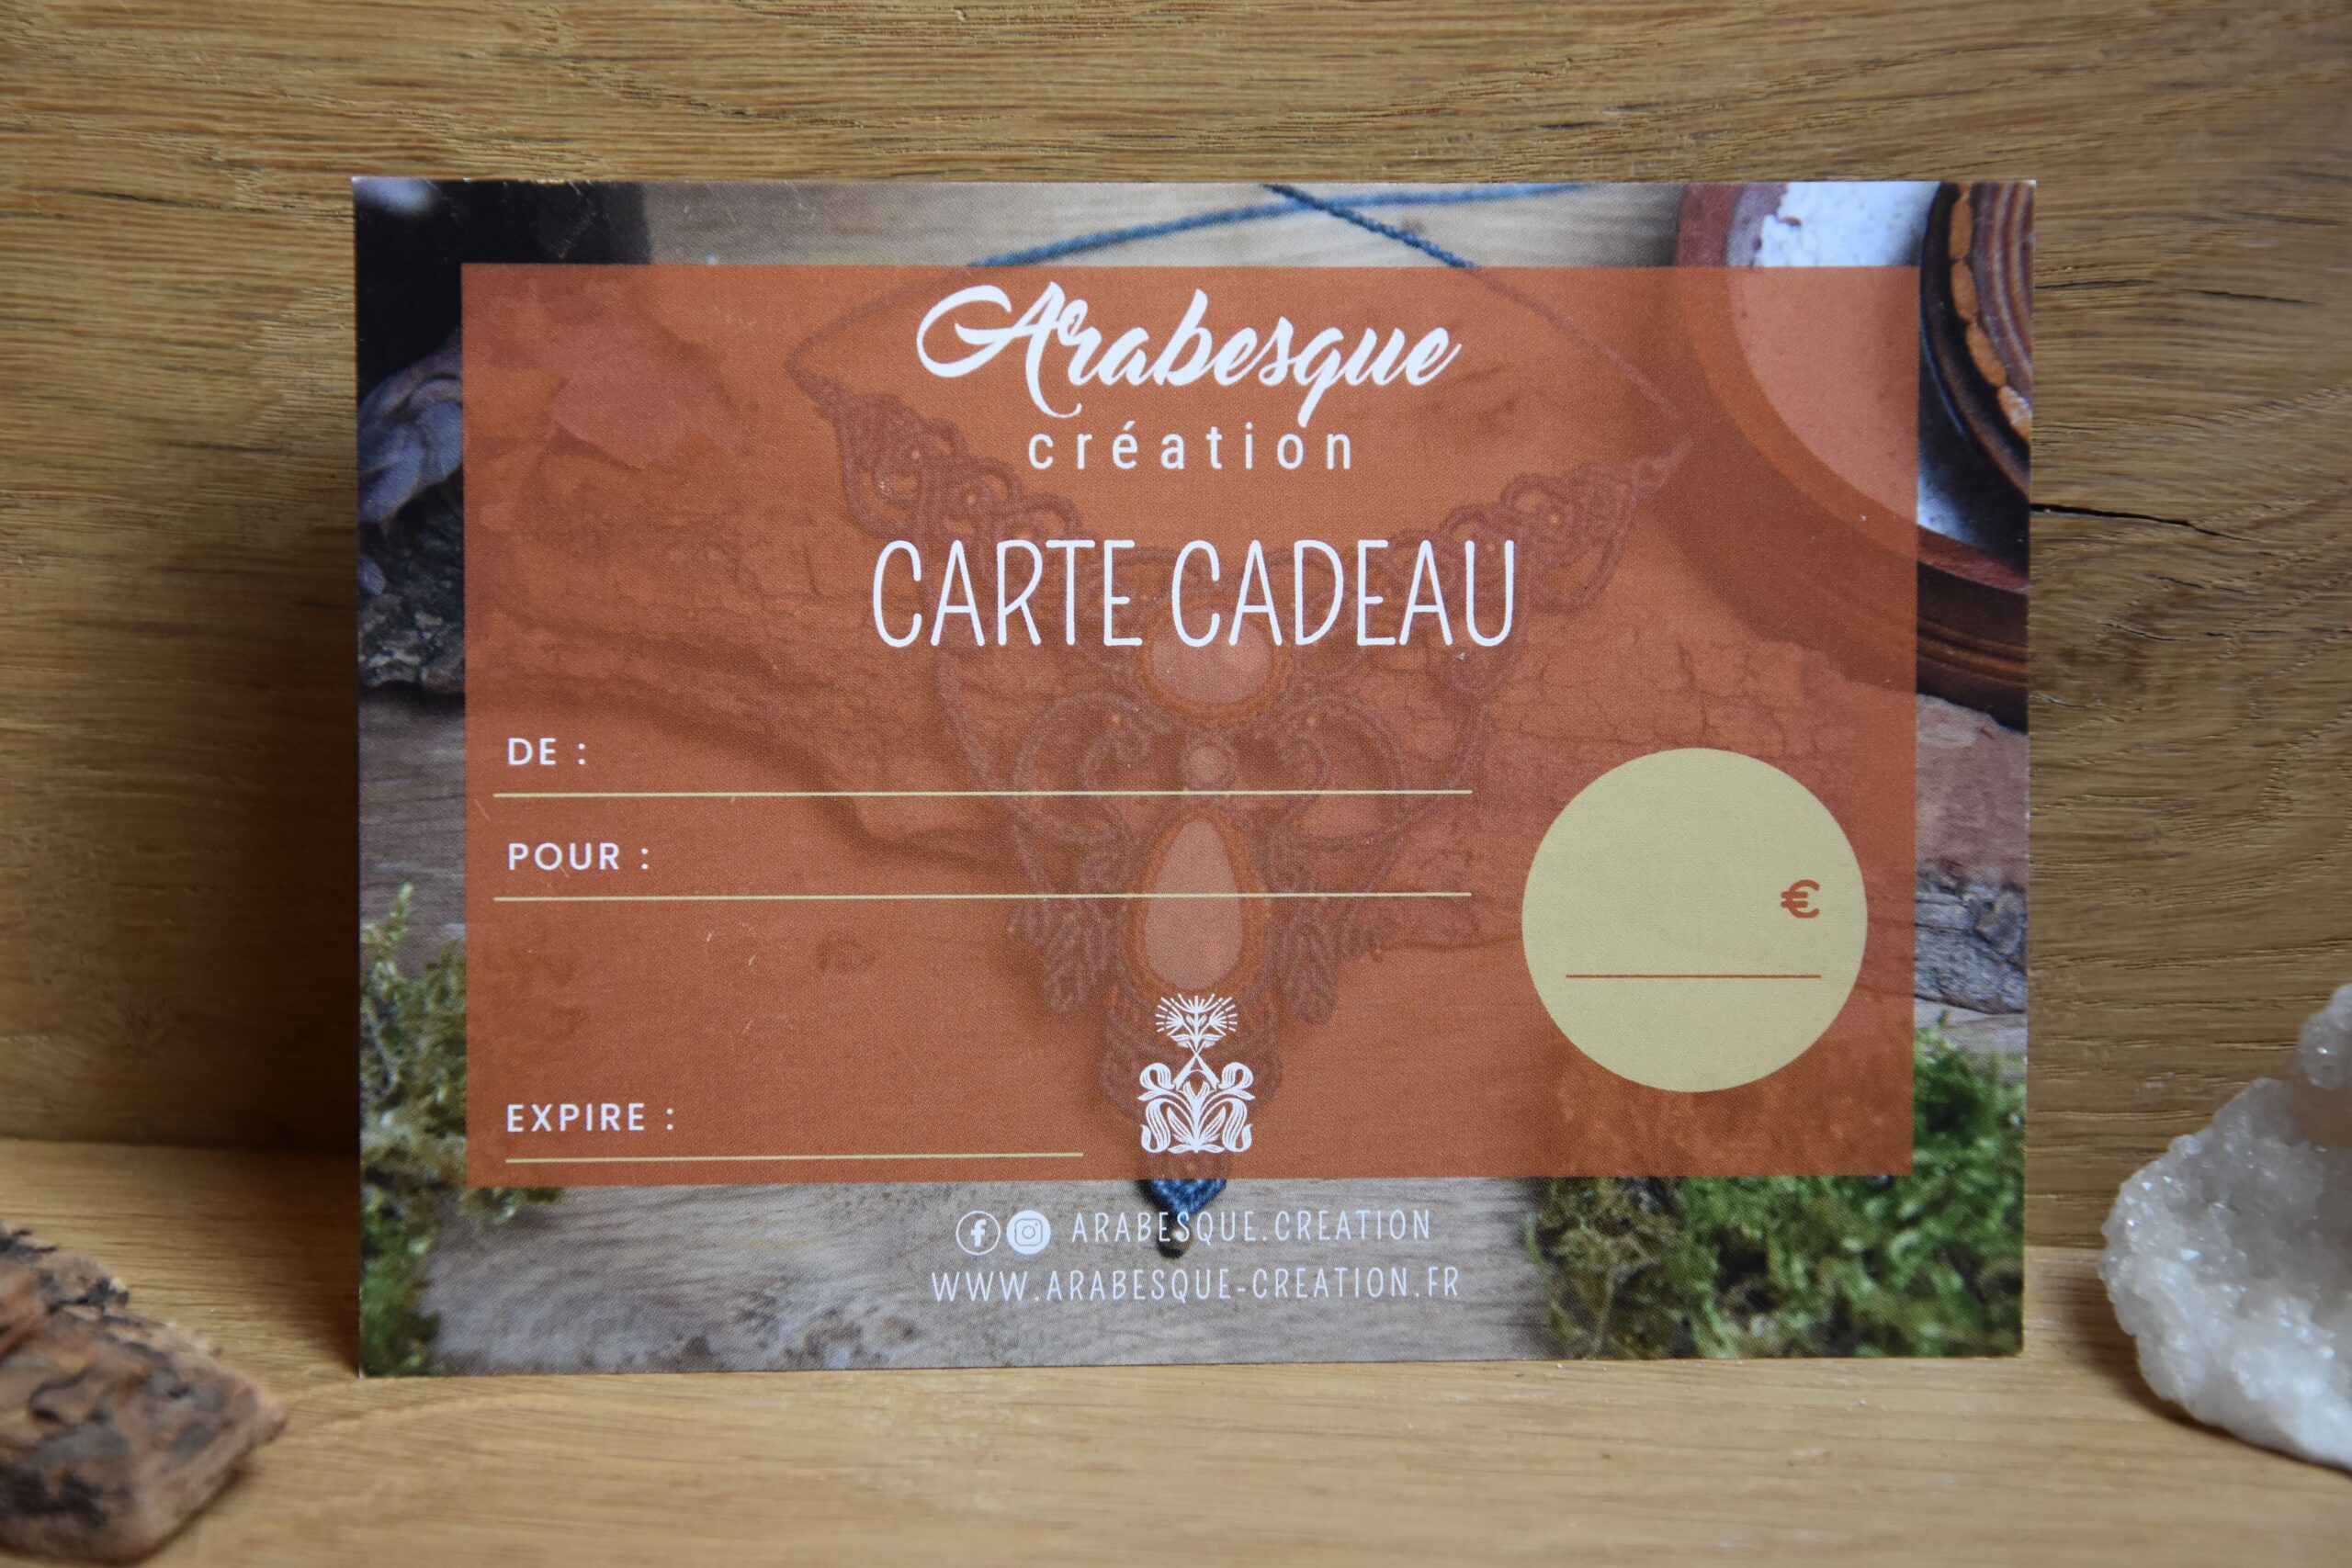 Arabesque
création
CARTE CADEAU
DE :
POUR :
€
EXPIRE :
ARABESQUE.CREATION
WWW.ARABESQUE-CREATION.FR